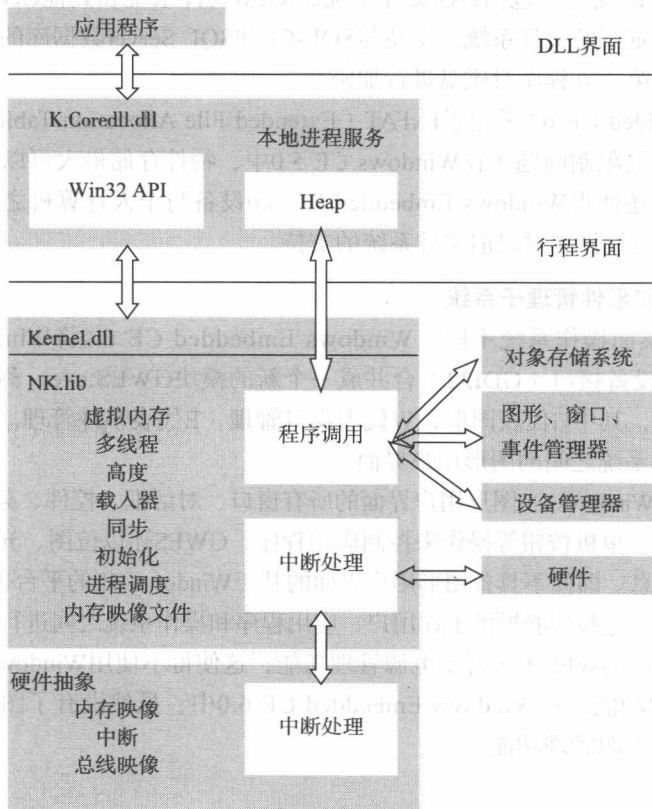 应用程序
DLL界面
K.Coredll.dll
Win32 API
本地进程服务
Heap
行程界面
Kernel.dll
NK.lib
虚拟内存
多线程
高度
载入器
同步
初始化
进程调度
内存映像文件
程序调用
中断处理
对象存储系统
图形、窗口
事件管理器
设备管理器
硬件
硬件抽象
内存映像
中断
总线映像
中断处理